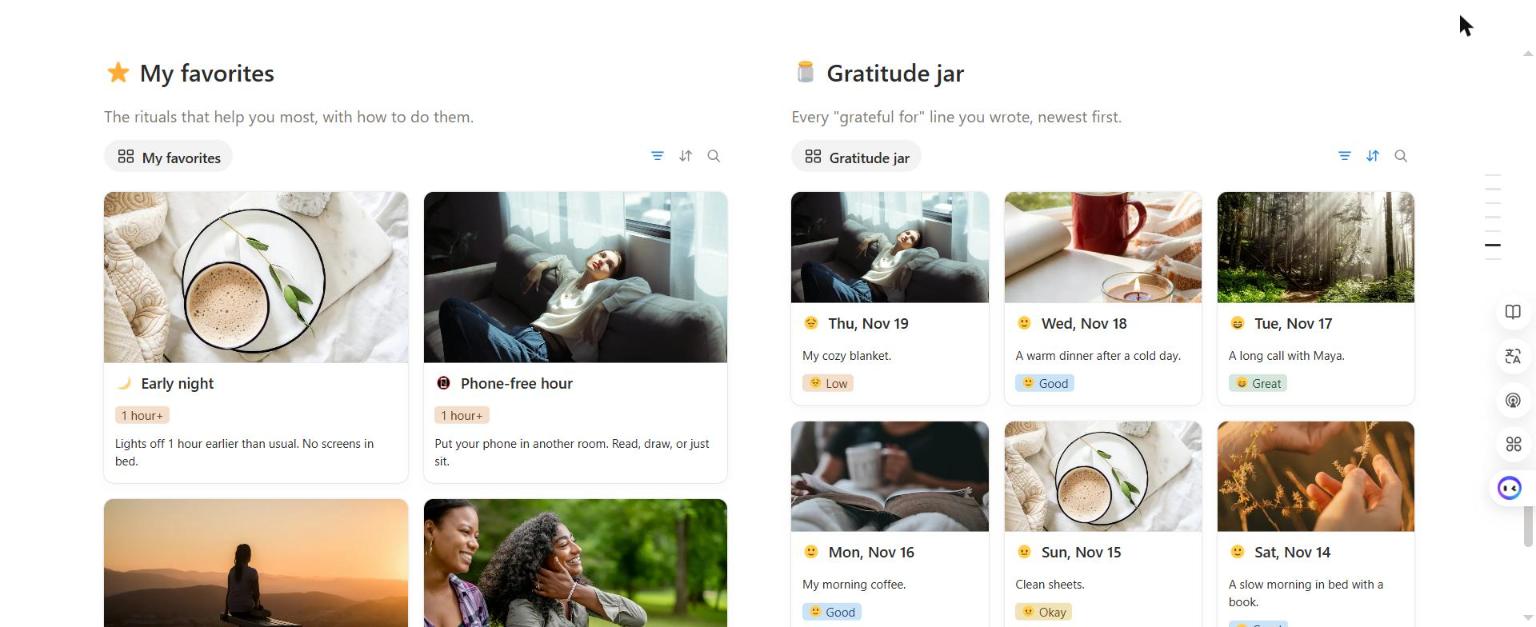 My favorites
The rituals that help you most, with how to do them.
My favorites
Early night
1 hour+
Lights off 1 hour earlier than usual. No screens in
bed.
Phone-free hour
1 hour+
Put your phone in another room. Read, draw, or just
sit.
Gratitude jar
Every "grateful for" line you wrote, newest first.
Gratitude jar
Thu, Nov 19
My cozy blanket.
Low
Wed, Nov 18
A warm dinner after a cold day.
Good
Tue, Nov 17
A long call with Maya.
Great
Mon, Nov 16
My morning coffee.
Good
Sun, Nov 15
Clean sheets.
Okay
Sat, Nov 14
A slow morning in bed with a
book.